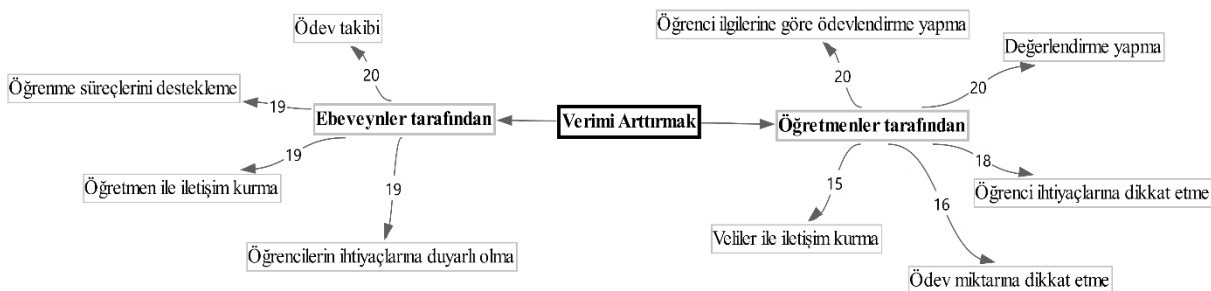 Ödev takibi
Öğrenci ilgilerine göre ödevlendirme yapma
Değerlendirme yapma
20
20
20
Öğrenme süreçlerini destekleme
19
Ebeveynler tarafından
Verimi Arttırmak
Öğretmenler tarafından
19
18
Öğretmen ile iletişim kurma
19
15
16
Öğrenci ihtiyaçlarına dikkat etme
Veliler ile iletişim kurma
Öğrencilerin ihtiyaçlarına duyarlı olma
Ödev miktarına dikkat etme